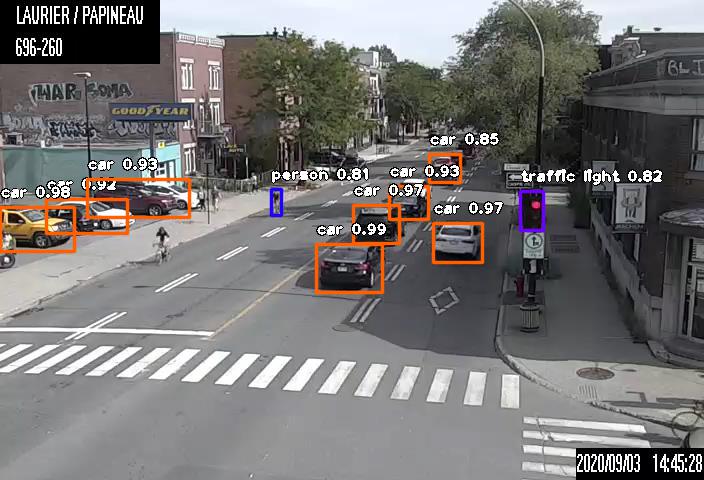 LAURIER / PAPINEAU
696-260
WAR SOMA
GOODYEAR
car 0.85
car 0.93
car 0.92
car 0.98
person 0.81
car 0.93
car 0.97
car 0.97
car 0.99
traffic light 0.82
2020/09/03 14:45:28